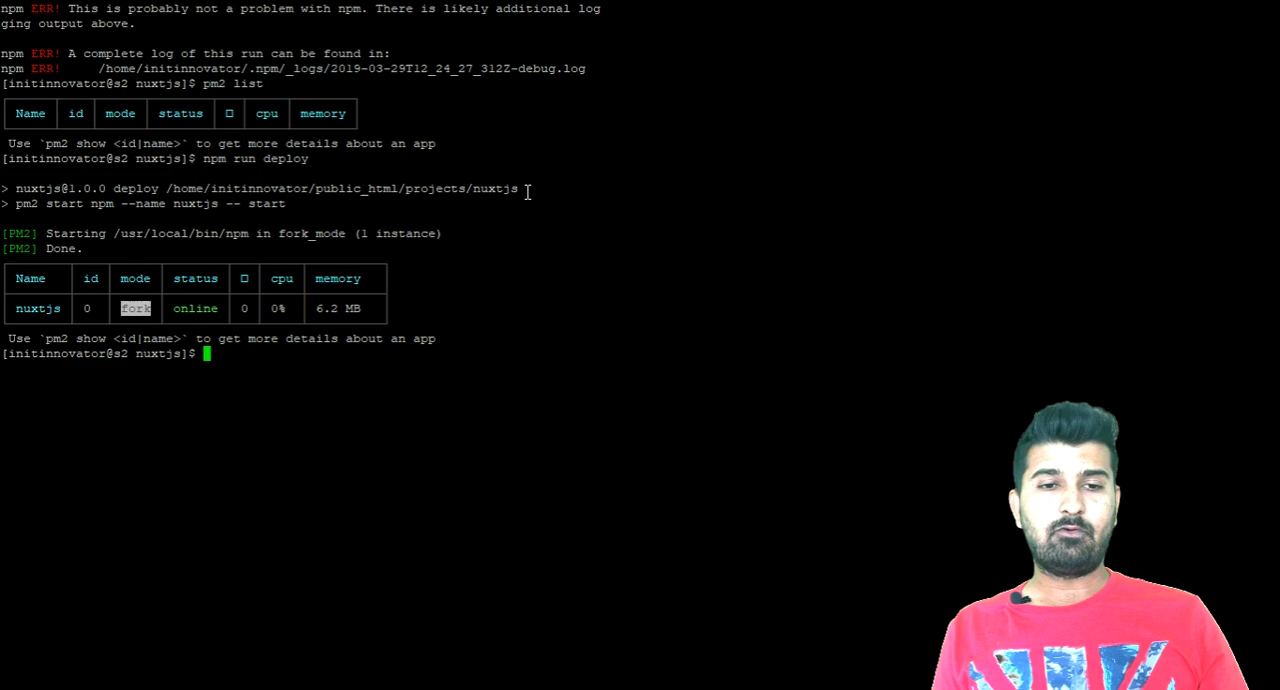 npm ERR! This is probably not a problem with npm. There is likely additional log
ging output above.
npm ERR! A complete log of this run can be found in:
npm ERR!     /home/initinnovator/.npm/_logs/2019-03-29T12_24_27_312Z-debug.log
[initinnovator@s2 nuxtjs]$ pm2 list
Name id mode status □ cpu memory
Use `pm2 show <id|name>` to get more details about an app
[initinnovator@s2 nuxtjs]$ npm run deploy
> nuxtjs@1.0.0 deploy /home/initinnovator/public_html/projects/nuxtjs
> pm2 start npm --name nuxtjs -- start
[PM2] Starting /usr/local/bin/npm in fork_mode (1 instance)
[PM2] Done.
Name id mode status □ cpu memory
nuxtjs 0 fork online 0 0% 6.2 MB
Use `pm2 show <id|name>` to get more details about an app
[initinnovator@s2 nuxtjs]$